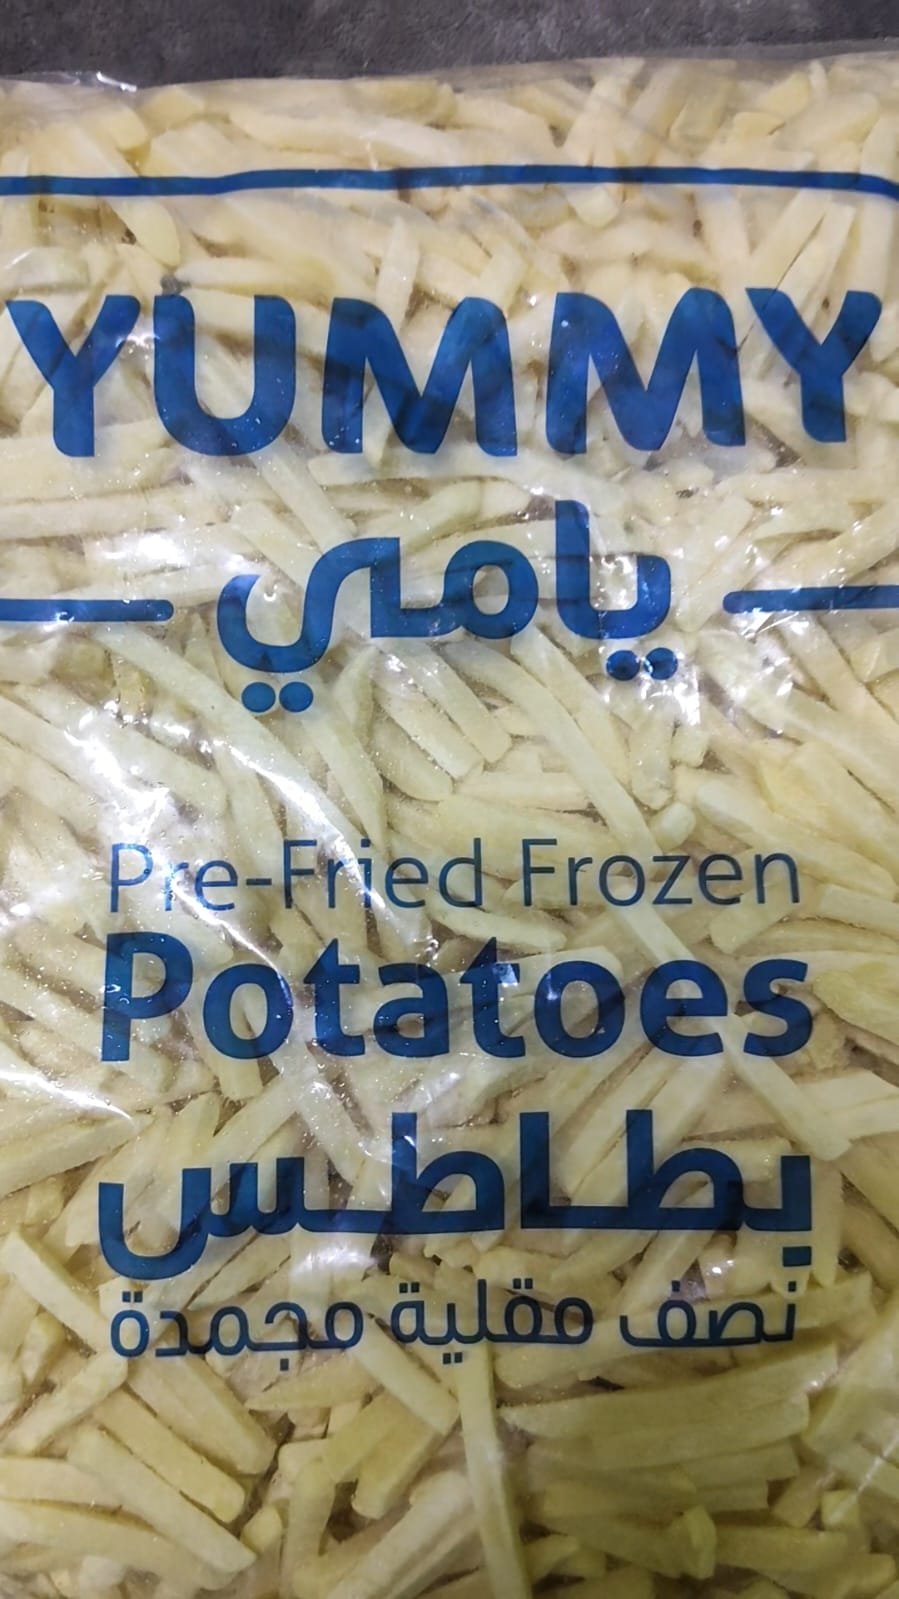 YUMMY
يامي
Pre-Fried Frozen
Potatoes
بطاطس
نصف مقلية مجمدة